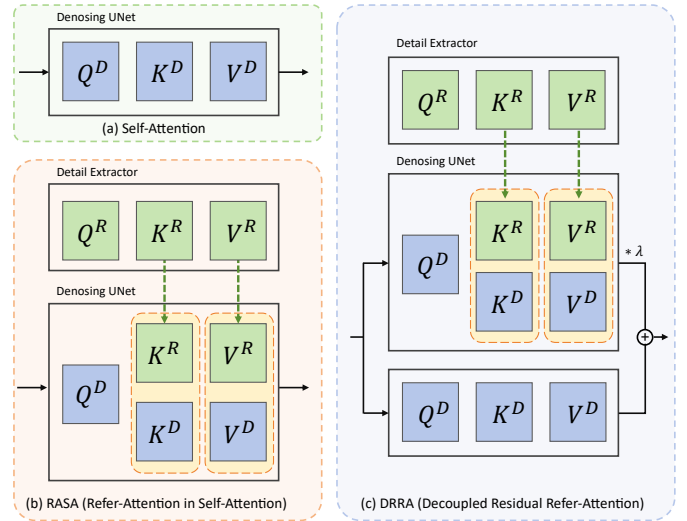 Denosing UNet
Q^D K^D V^D
(a) Self-Attention
Detail Extractor
Q^R K^R V^R
Denosing UNet
K^R V^R
Q^D
K^D V^D
(b) RASA (Refer-Attention in Self-Attention)
Detail Extractor
Q^R K^R V^R
Denosing UNet
K^R V^R
* λ
Q^D
K^D V^D
+
Q^D K^D V^D
(c) DRRA (Decoupled Residual Refer-Attention)